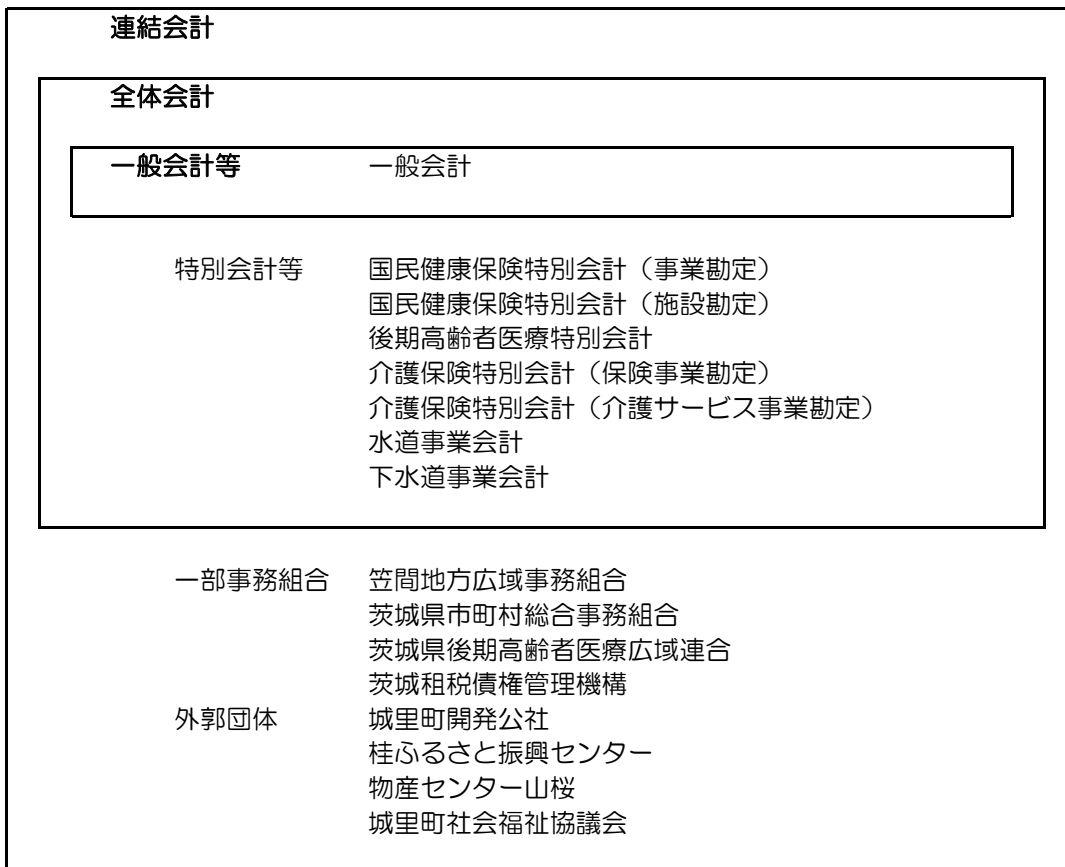 連結会計
全体会計
一般会計等 一般会計
特別会計等 国民健康保険特別会計（事業勘定）
国民健康保険特別会計（施設勘定）
後期高齢者医療特別会計
介護保険特別会計（保険事業勘定）
介護保険特別会計（介護サービス事業勘定）
水道事業会計
下水道事業会計
一部事務組合 笠間地方広域事務組合
茨城県市町村総合事務組合
茨城県後期高齢者医療広域連合
茨城租税債権管理機構
外郭団体 城里町開発公社
桂ふるさと振興センター
物産センター山桜
城里町社会福祉協議会